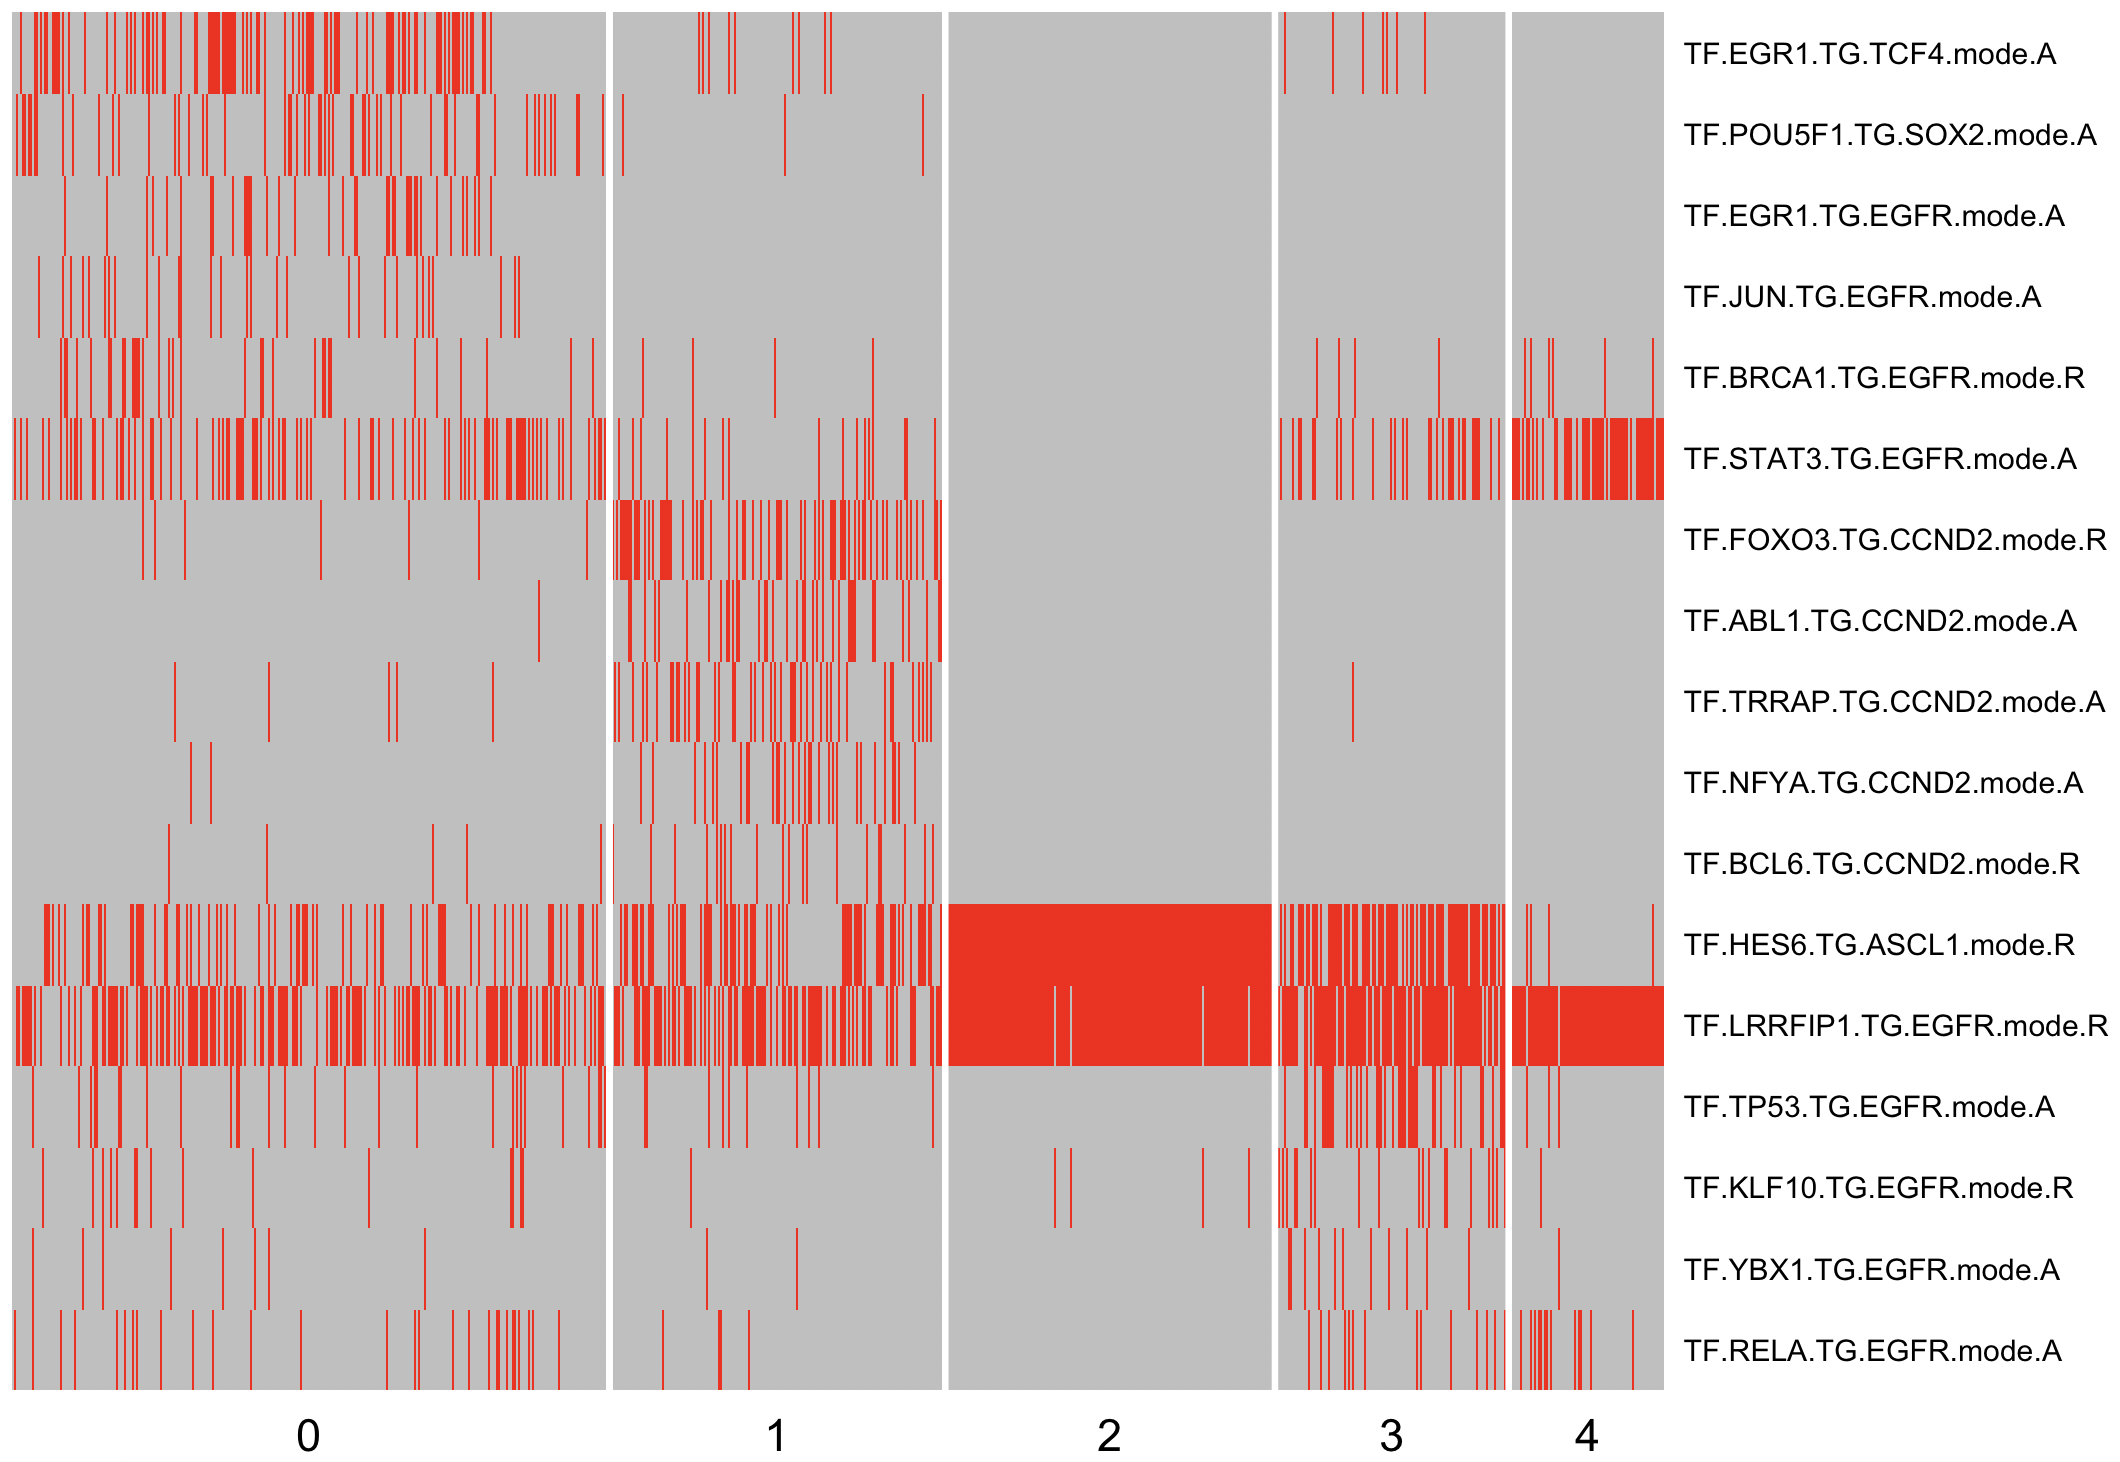 TF.EGR1.TG.TCF4.mode.A
TF.POU5F1.TG.SOX2.mode.A
TF.EGR1.TG.EGFR.mode.A
TF.JUN.TG.EGFR.mode.A
TF.BRCA1.TG.EGFR.mode.R
TF.STAT3.TG.EGFR.mode.A
TF.FOXO3.TG.CCND2.mode.R
TF.ABL1.TG.CCND2.mode.A
TF.TRRAP.TG.CCND2.mode.A
TF.NFYA.TG.CCND2.mode.A
TF.BCL6.TG.CCND2.mode.R
TF.HES6.TG.ASCL1.mode.R
TF.LRRFIP1.TG.EGFR.mode.R
TF.TP53.TG.EGFR.mode.A
TF.KLF10.TG.EGFR.mode.R
TF.YBX1.TG.EGFR.mode.A
TF.RELA.TG.EGFR.mode.A
0 1 2 3 4